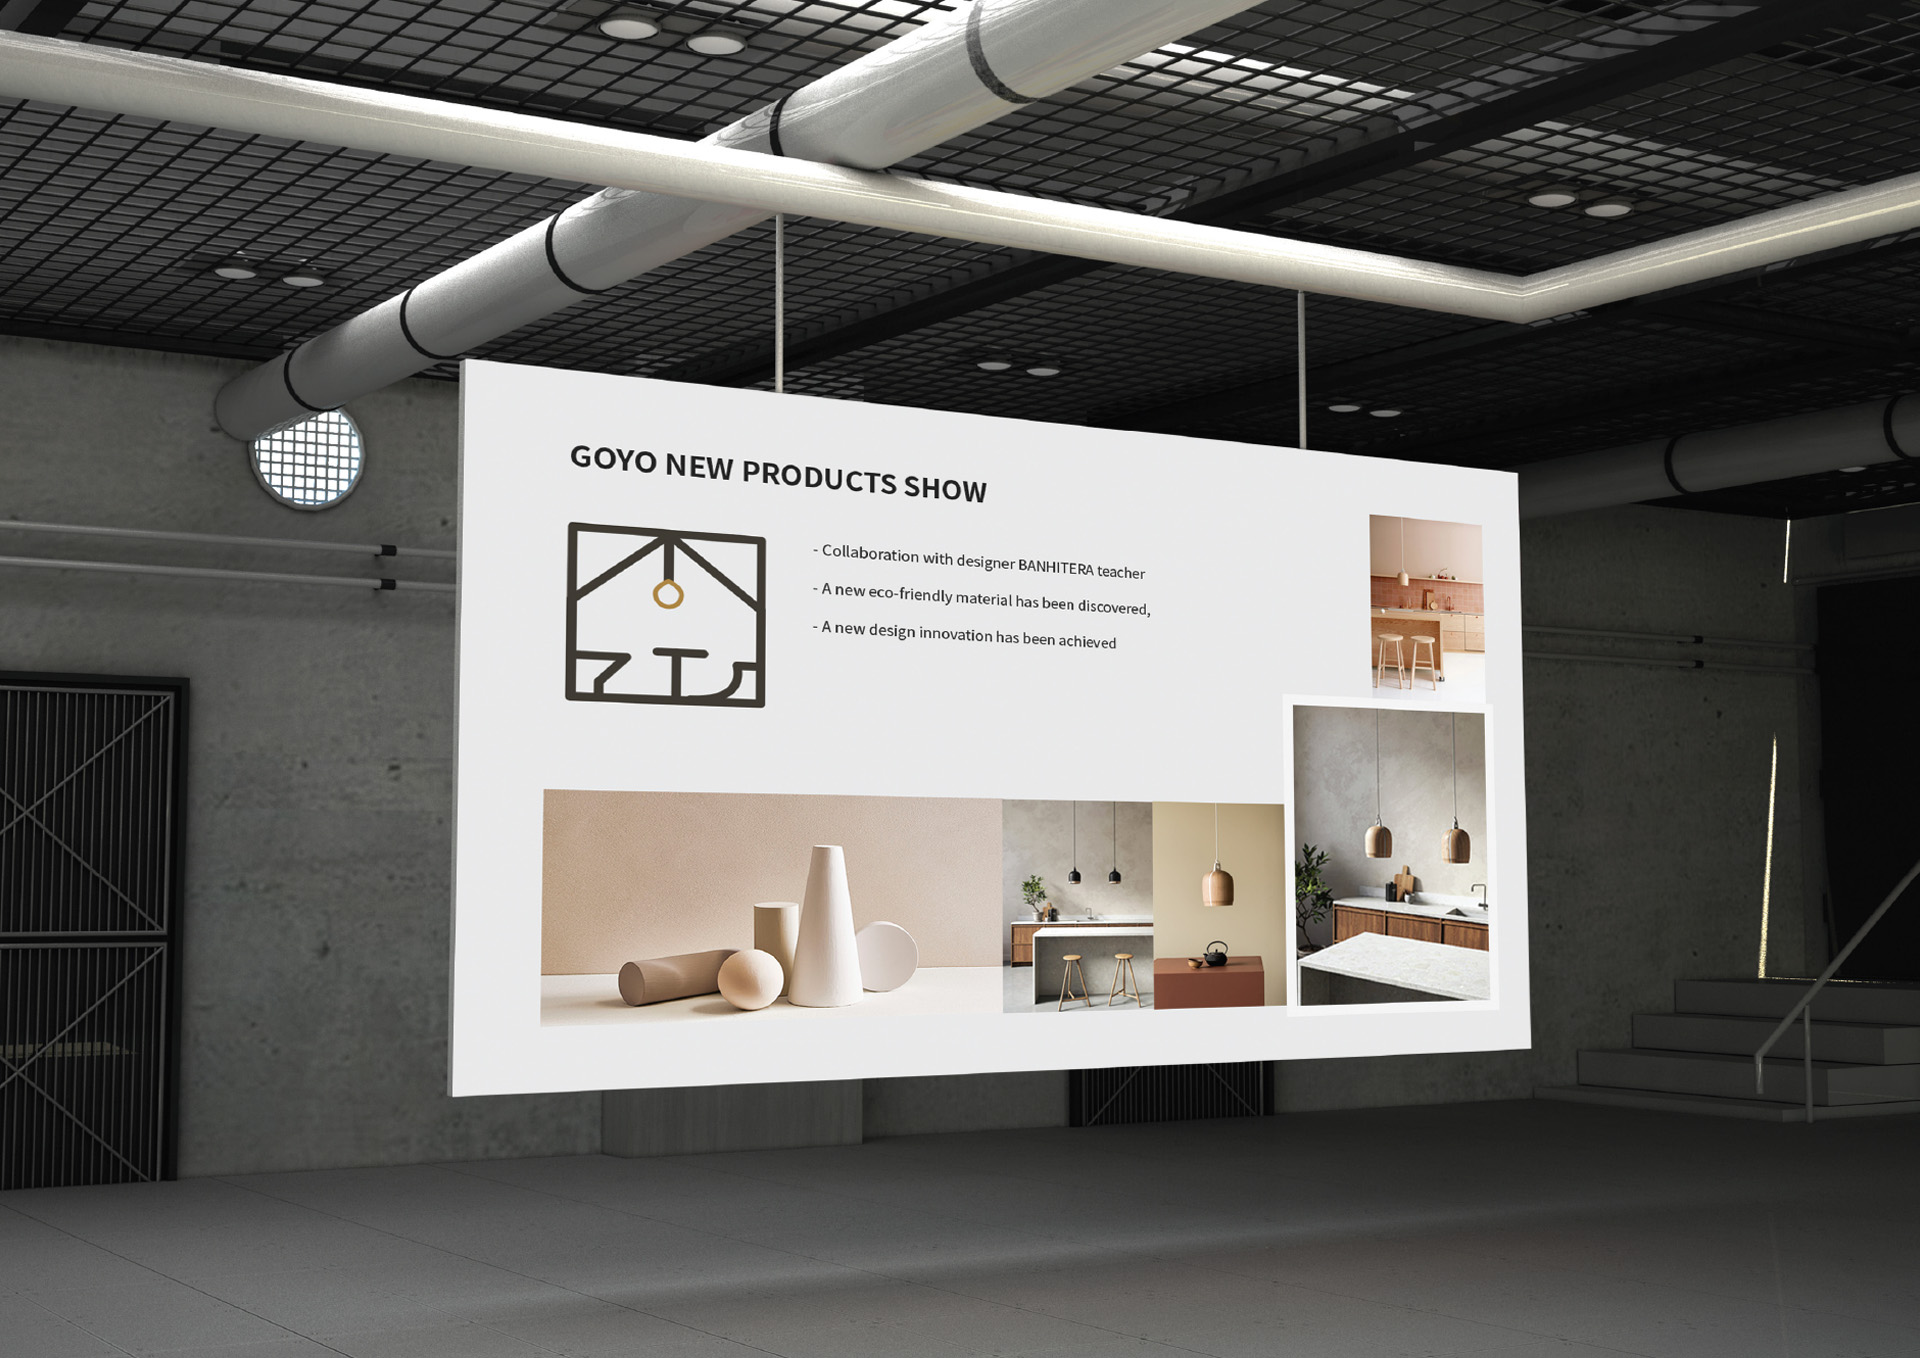 GOYO NEW PRODUCTS SHOW
- Collaboration with designer BANHITERA teacher
- A new eco-friendly material has been discovered,
- A new design innovation has been achieved